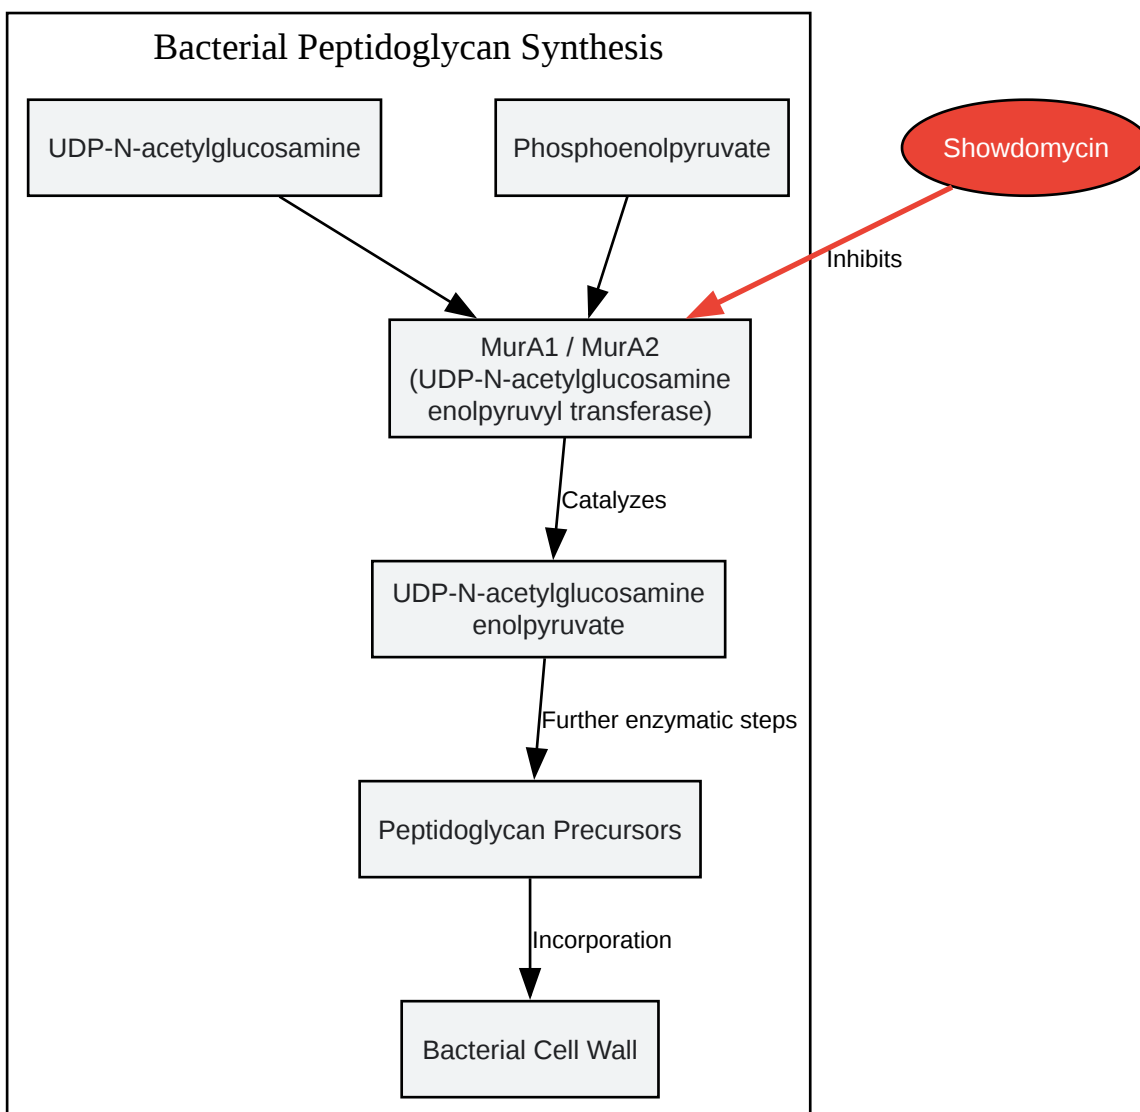 Bacterial Peptidoglycan Synthesis
UDP-N-acetylglucosamine
Phosphoenolpyruvate
Showdomycin
Inhibits
MurA1 / MurA2
(UDP-N-acetylglucosamine
enolpyruvyl transferase)
Catalyzes
UDP-N-acetylglucosamine
enolpyruvate
Further enzymatic steps
Peptidoglycan Precursors
Incorporation
Bacterial Cell Wall